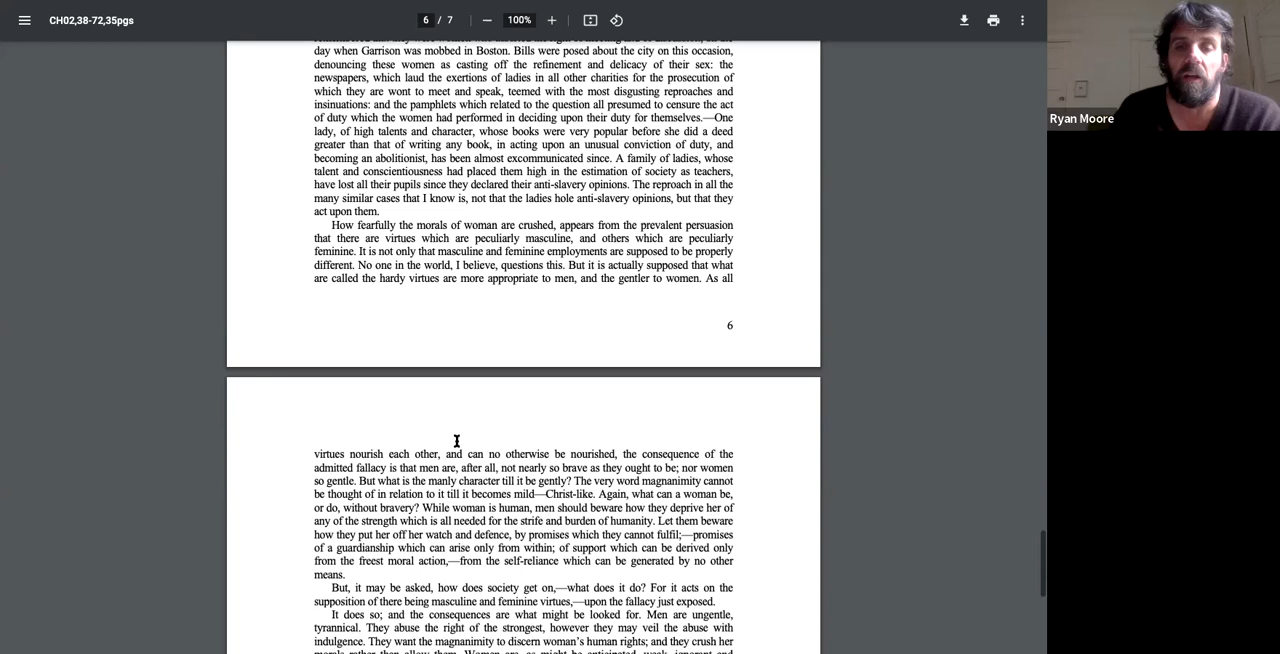 CH02,38-72,35pgs
6 / 7
100%
day when Garrison was mobbed in Boston. Bills were posed about the city on this occasion,
denouncing these women as casting off the refinement and delicacy of their sex: the
newspapers, which laud the exertions of ladies in all other charities for the prosecution of
which they are wont to meet and speak, teemed with the most disgusting reproaches and
insinuations: and the pamphlets which related to the question all presumed to censure the act
of duty which the women had performed in deciding upon their duty for themselves.—One
lady, of high talents and character, whose books were very popular before she did a deed
greater than that of writing any book, in acting upon an unusual conviction of duty, and
becoming an abolitionist, has been almost excommunicated since. A family of ladies, whose
talent and conscientiousness had placed them high in the estimation of society as teachers,
have lost all their pupils since they declared their anti-slavery opinions. The reproach in all the
many similar cases that I know is, not that the ladies hole anti-slavery opinions, but that they
act upon them.
How fearfully the morals of woman are crushed, appears from the prevalent persuasion
that there are virtues which are peculiarly masculine, and others which are peculiarly
feminine. It is not only that masculine and feminine employments are supposed to be properly
different. No one in the world, I believe, questions this. But it is actually supposed that what
are called the hardy virtues are more appropriate to men, and the gentler to women. As all
6
virtues nourish each other, and can no otherwise be nourished, the consequence of the
admitted fallacy is that men are, after all, not nearly so brave as they ought to be; nor women
so gentle. But what is the manly character till it be gently? The very word magnanimity cannot
be thought of in relation to it till it becomes mild—Christ-like. Again, what can a woman be,
or do, without bravery? While woman is human, men should beware how they deprive her of
any of the strength which is all needed for the strife and burden of humanity. Let them beware
how they put her off her watch and defence, by promises which they cannot fulfil;—promises
of a guardianship which can arise only from within; of support which can be derived only
from the freest moral action,—from the self-reliance which can be generated by no other
means.
But, it may be asked, how does society get on,—what does it do? For it acts on the
supposition of there being masculine and feminine virtues,—upon the fallacy just exposed.
It does so; and the consequences are what might be looked for. Men are ungentle,
tyrannical. They abuse the right of the strongest, however they may veil the abuse with
indulgence. They want the magnanimity to discern woman's human rights; and they crush her
morals rather than allow them. Women are, as might be anticipated, weak, ignorant and
Ryan Moore